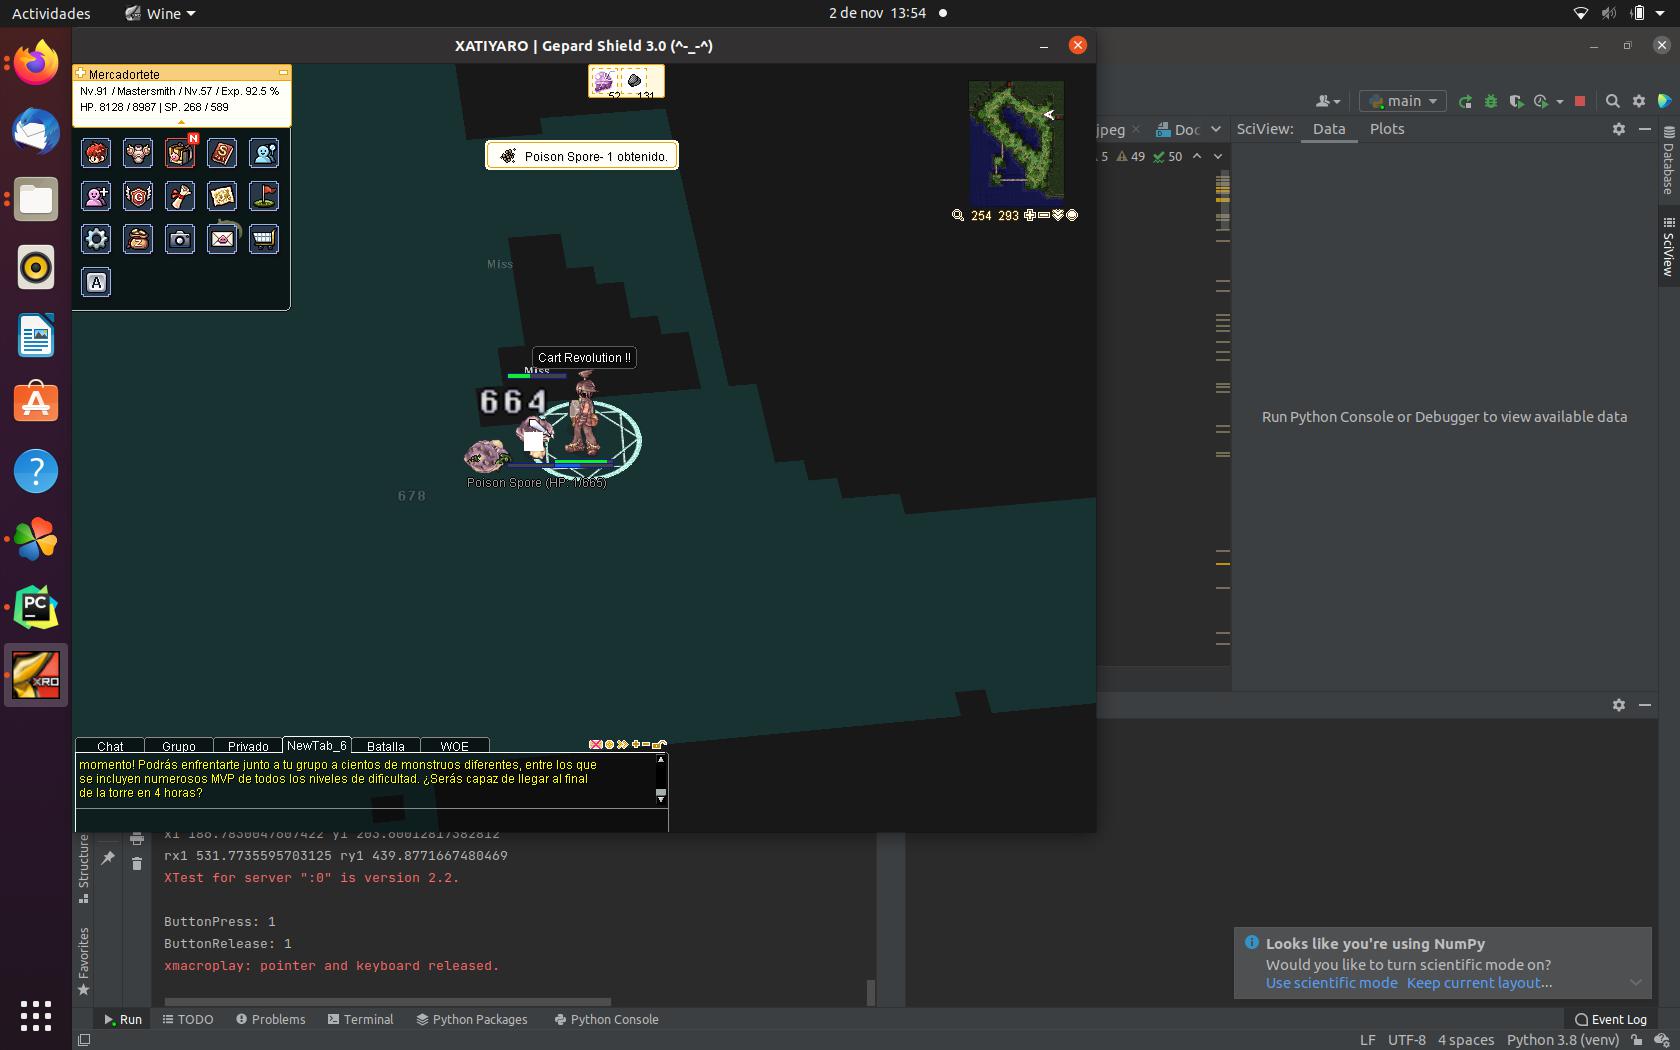 Actividades
Wine
2 de nov 13:54
XATIYARO | Gepard Shield 3.0 (^-_-^)
Mercadortete
Nv.91 / Mastersmith / Nv.57 / Exp. 92.5 %
HP. 8128 / 8987 | SP. 268 / 589
N
52
131
Poison Spore- 1 obtenido.
254 293
Miss
Cart Revolution !!
Miss
664
678
Poison Spore (HP: 1/665)
A
XRO
PC
Chat
Grupo
Privado
NewTab_6
Batalla
WOE
momento! Podrás enfrentarte junto a tu grupo a cientos de monstruos diferentes, entre los que
se incluyen numerosos MVP de todos los niveles de dificultad. ¿Serás capaz de llegar al final
de la torre en 4 horas?
main
jpeg
Doc
SciView:
Data
Plots
5
49
50
Database
SciView
Run Python Console or Debugger to view available data
x1 186.7830047607422 y1 203.60012817382812
rx1 531.7735595703125 ry1 439.8771667480469
XTest for server ":0" is version 2.2.
ButtonPress: 1
ButtonRelease: 1
xmacroplay: pointer and keyboard released.
Structure
Favorites
Looks like you're using NumPy
Would you like to turn scientific mode on?
Use scientific mode Keep current layout...
Run
TODO
Problems
Terminal
Python Packages
Python Console
Event Log
LF UTF-8 4 spaces Python 3.8 (venv)